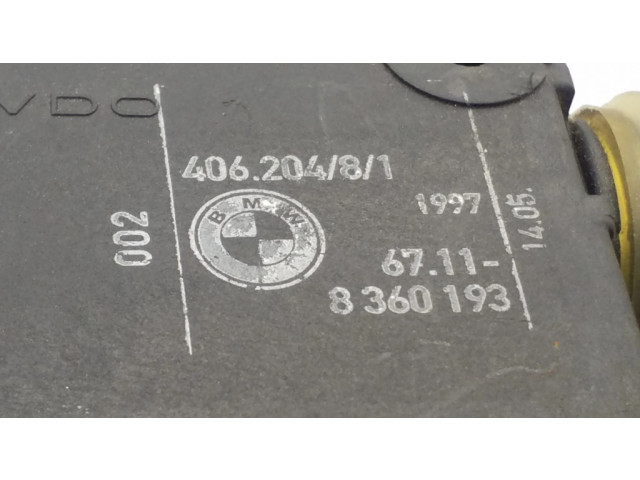 VDO
406.204/8/1
002
BMW
1997
14.05.
67.11-
8 360 193